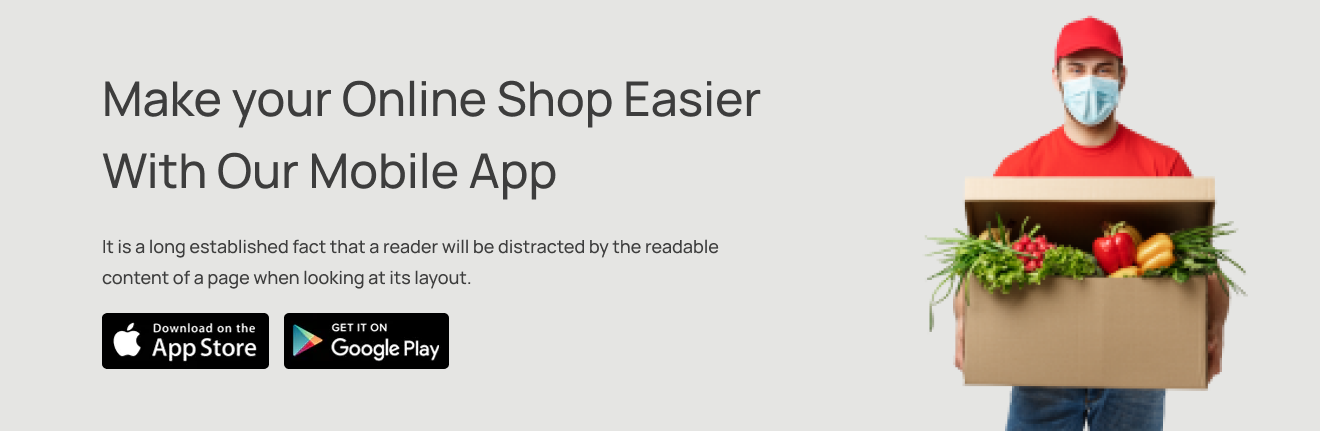 Make your Online Shop Easier
With Our Mobile App
It is a long established fact that a reader will be distracted by the readable
content of a page when looking at its layout.
Download on the
App Store
GET IT ON
Google Play